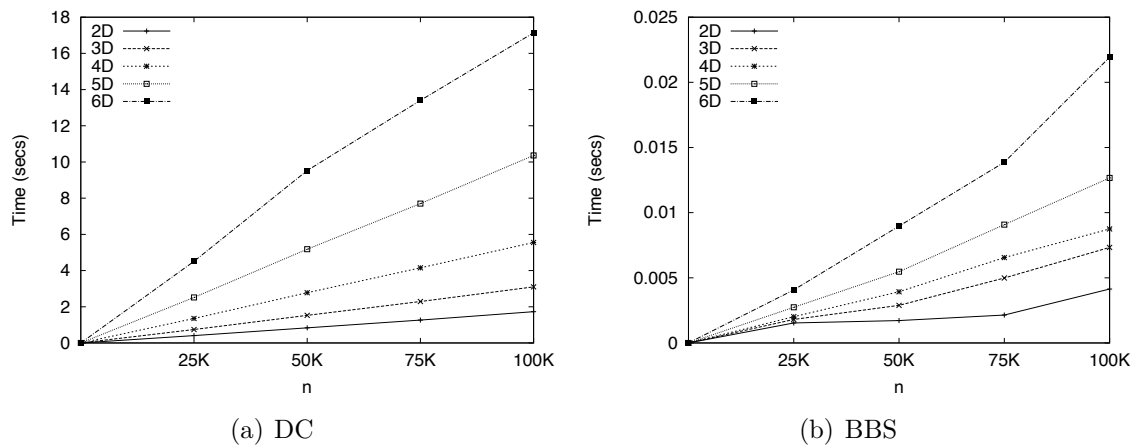 18
16
14
12
10
8
6
4
2
0
Time (secs)
2D
3D
4D
5D
6D
25K
50K
75K
100K
n
(a) DC
0.025
0.02
0.015
0.01
0.005
0
Time (secs)
2D
3D
4D
5D
6D
25K
50K
75K
100K
n
(b) BBS